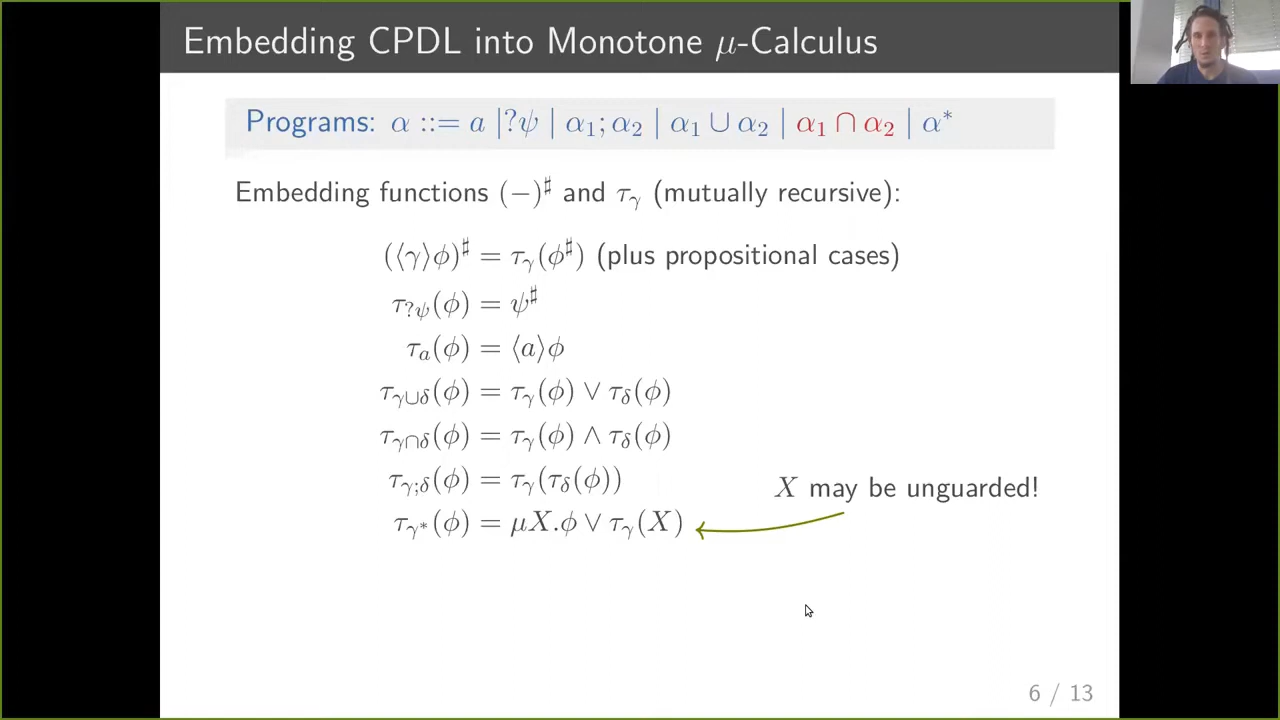 Embedding CPDL into Monotone μ-Calculus
Programs: α ::= a |?ψ | α₁; α₂ | α₁ ∪ α₂ | α₁ ∩ α₂ | α*
Embedding functions (−)♯ and τ_γ (mutually recursive):
(⟨γ⟩ϕ)♯ = τ_γ(ϕ♯) (plus propositional cases)
τ_?ψ(ϕ) = ψ♯
τ_a(ϕ) = ⟨a⟩ϕ
τ_γ∪δ(ϕ) = τ_γ(ϕ) ∨ τ_δ(ϕ)
τ_γ∩δ(ϕ) = τ_γ(ϕ) ∧ τ_δ(ϕ)
τ_γ;δ(ϕ) = τ_γ(τ_δ(ϕ))
X may be unguarded!
τ_γ*(ϕ) = μX.ϕ ∨ τ_γ(X)
6 / 13